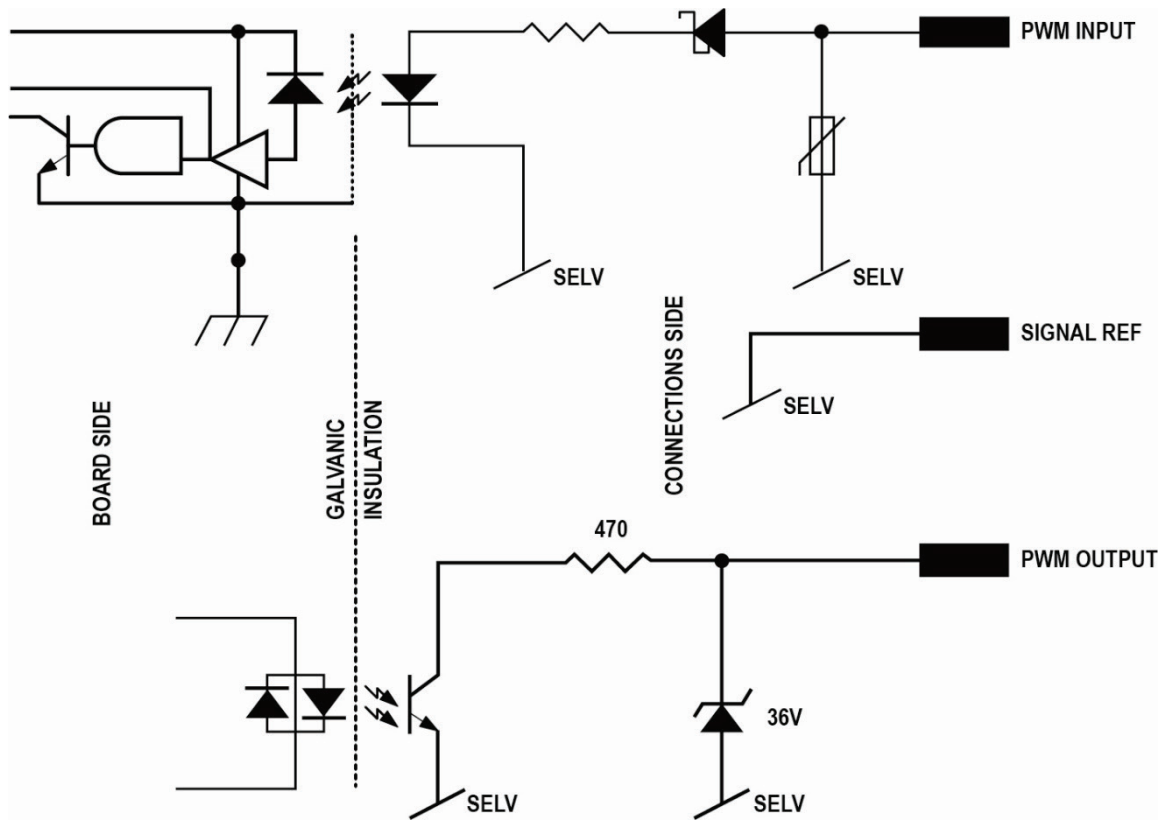 PWM INPUT
SELV
SELV
SIGNAL REF
SELV
BOARD SIDE
GALVANIC
INSULATION
CONNECTIONS SIDE
470
PWM OUTPUT
36V
SELV
SELV